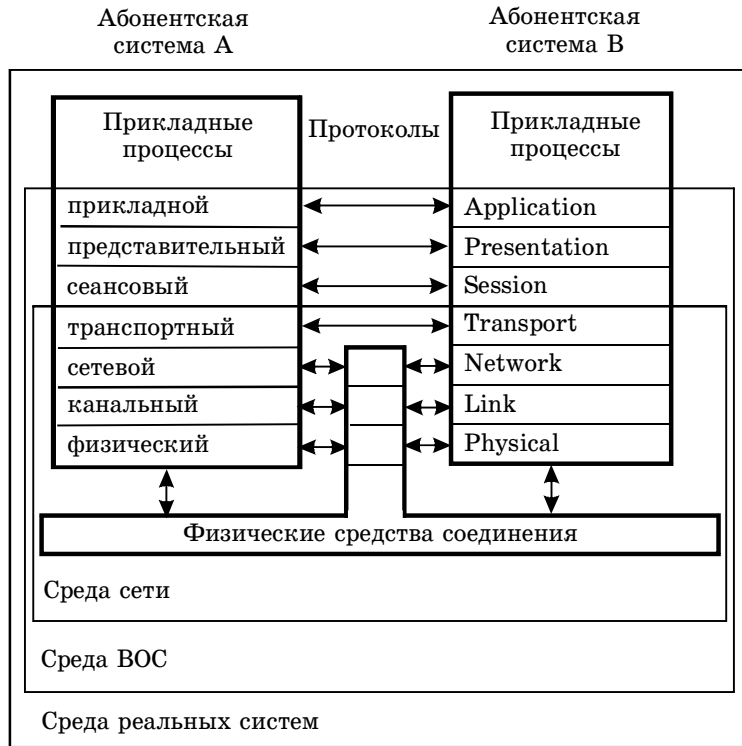 Абонентская
система А
Абонентская
система В
Прикладные
процессы
Протоколы
Прикладные
процессы
прикладной
Application
представительный
Presentation
сеансовый
Session
транспортный
Transport
сетевой
Network
канальный
Link
физический
Physical
Физические средства соединения
Среда сети
Среда ВОС
Среда реальных систем